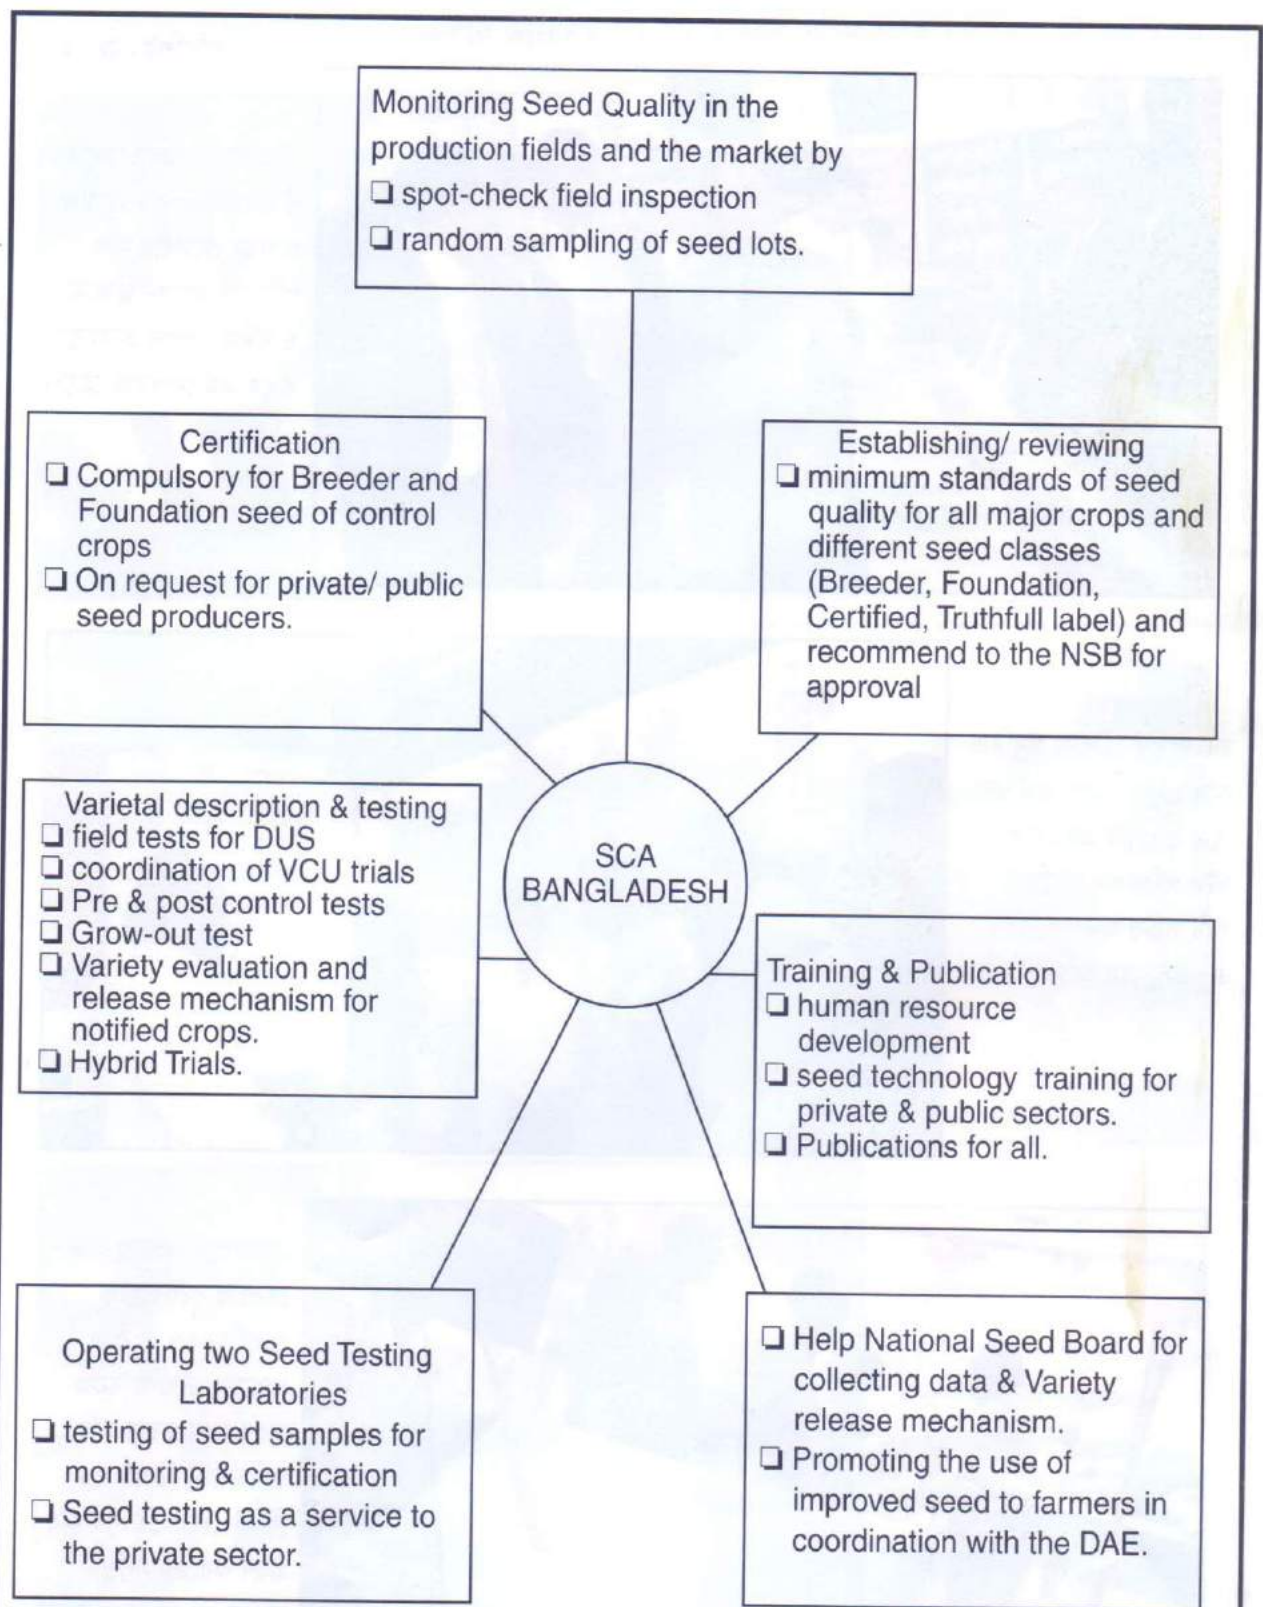 Monitoring Seed Quality in the
production fields and the market by
❏ spot-check field inspection
❏ random sampling of seed lots.
Certification
❏ Compulsory for Breeder and
Foundation seed of control
crops
❏ On request for private/ public
seed producers.
Establishing/ reviewing
❏ minimum standards of seed
quality for all major crops and
different seed classes
(Breeder, Foundation,
Certified, Truthfull label) and
recommend to the NSB for
approval
Varietal description & testing
❏ field tests for DUS
❏ coordination of VCU trials
❏ Pre & post control tests
❏ Grow-out test
❏ Variety evaluation and
release mechanism for
notified crops.
❏ Hybrid Trials.
SCA
BANGLADESH
Training & Publication
❏ human resource
development
❏ seed technology training for
private & public sectors.
❏ Publications for all.
Operating two Seed Testing
Laboratories
❏ testing of seed samples for
monitoring & certification
❏ Seed testing as a service to
the private sector.
❏ Help National Seed Board for
collecting data & Variety
release mechanism.
❏ Promoting the use of
improved seed to farmers in
coordination with the DAE.